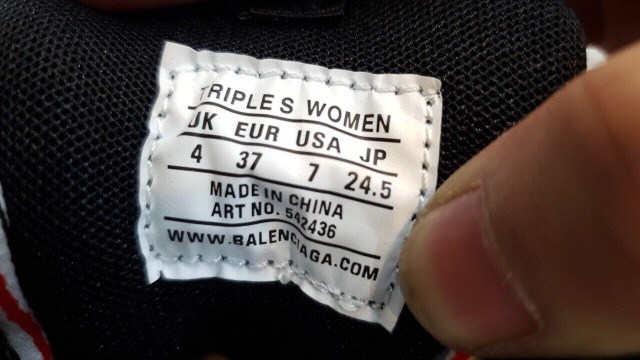 TRIPLE S WOMEN
UK EUR USA JP
4 37 7 24.5
MADE IN CHINA
ART NO. 542436
WWW.BALENCIAGA.COM